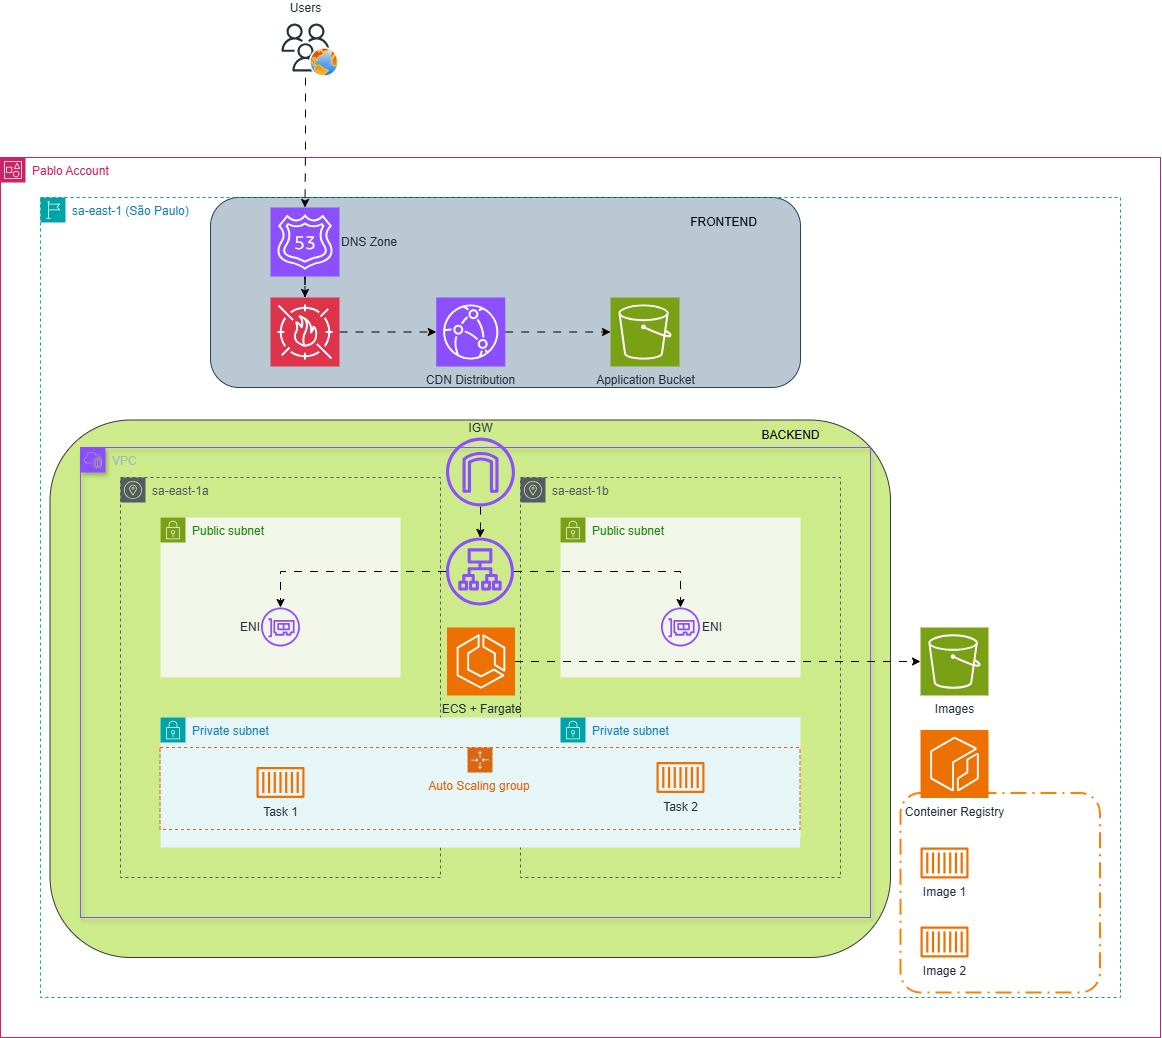 Users
Pablo Account
sa-east-1 (São Paulo)
FRONTEND
53
DNS Zone
CDN Distribution
Application Bucket
IGW
BACKEND
VPC
sa-east-1a
sa-east-1b
Public subnet
Public subnet
ENI
ENI
ECS + Fargate
Images
Private subnet
Private subnet
Auto Scaling group
Task 1
Task 2
Conteiner Registry
Image 1
Image 2